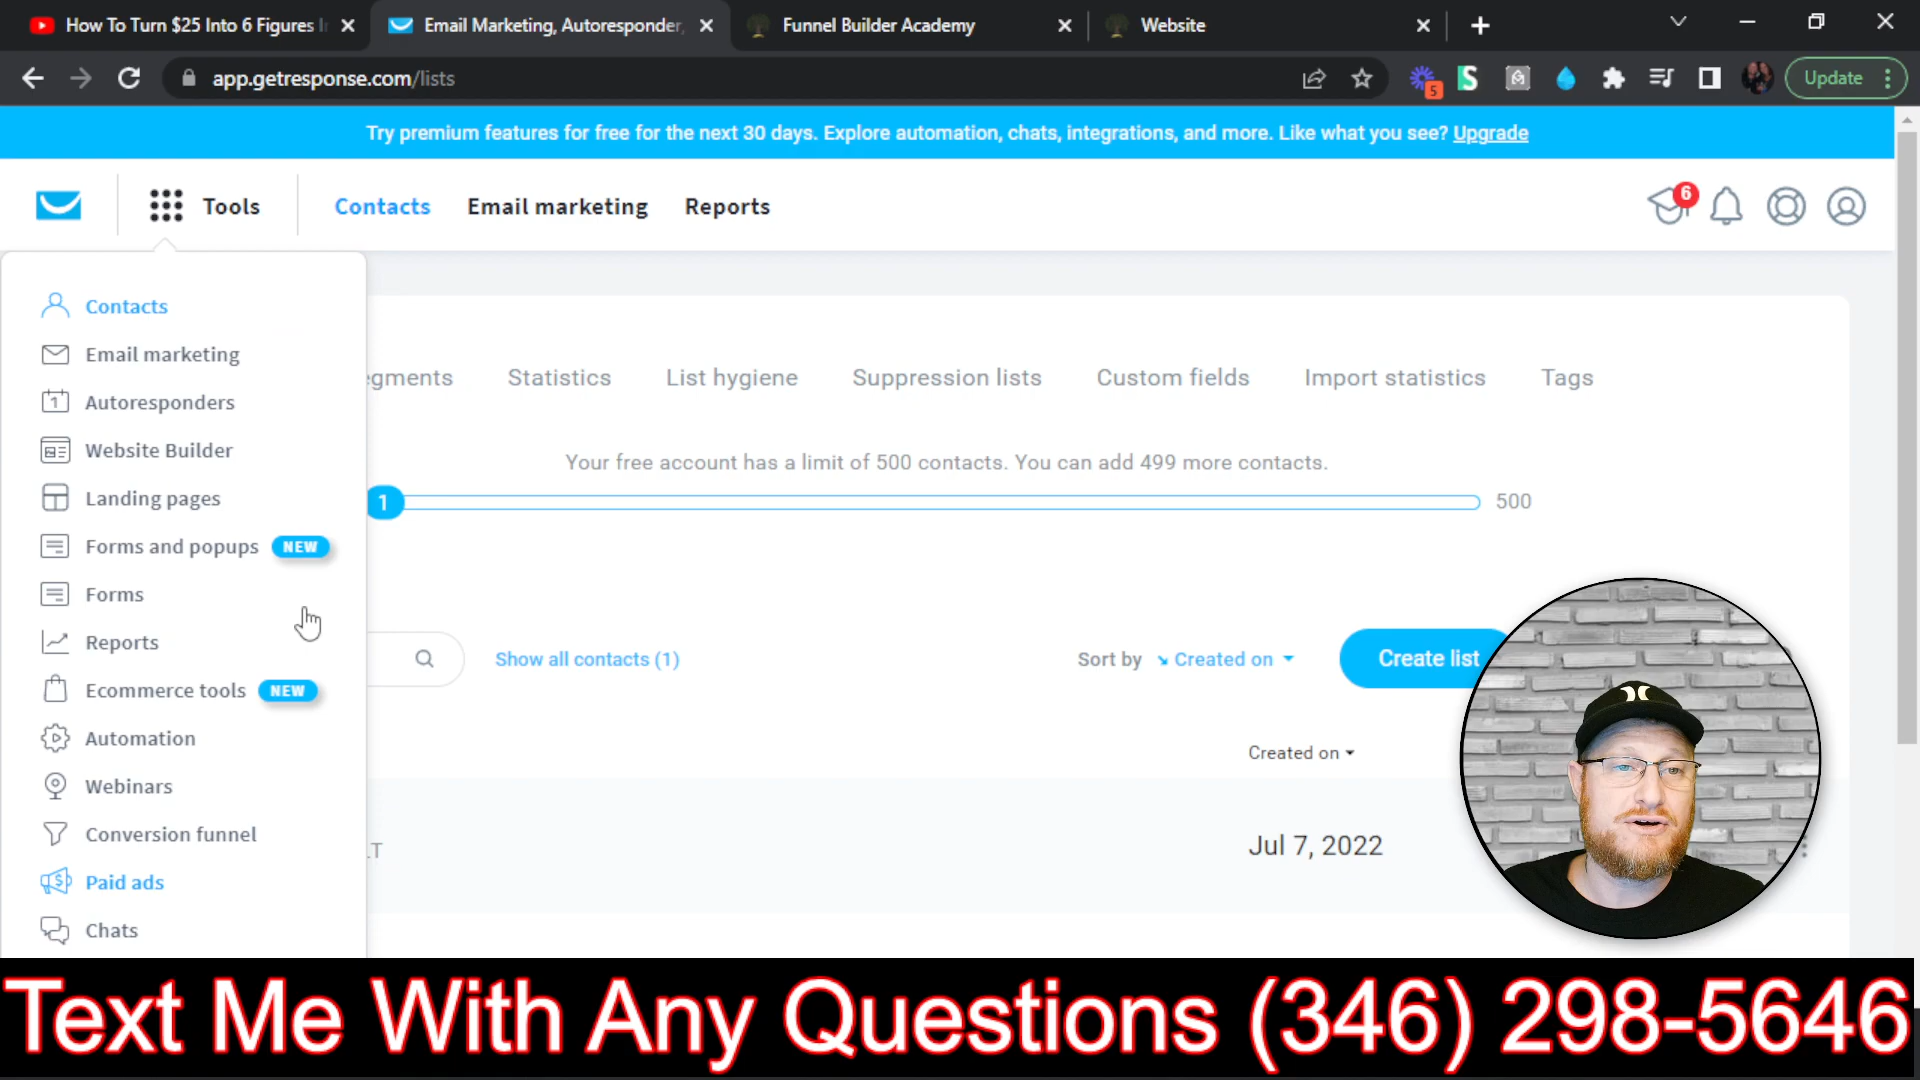 How To Turn $25 Into 6 Figures I
Email Marketing, Autoresponder,
Funnel Builder Academy
Website
app.getresponse.com/lists
5
Update
Try premium features for free for the next 30 days. Explore automation, chats, integrations, and more. Like what you see? Upgrade
Tools
Contacts
Email marketing
Reports
6
Contacts
Email marketing
Autoresponders
Website Builder
Landing pages
Forms and popups NEW
Forms
Reports
Ecommerce tools NEW
Automation
Webinars
Conversion funnel
Paid ads
Chats
egments
Statistics
List hygiene
Suppression lists
Custom fields
Import statistics
Tags
Your free account has a limit of 500 contacts. You can add 499 more contacts.
1
500
Show all contacts (1)
Sort by
Created on
Create list
Created on
LT
Jul 7, 2022
Text Me With Any Questions (346) 298-5646